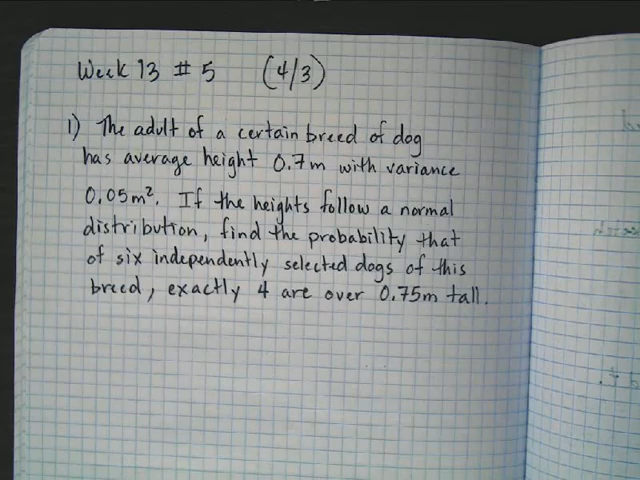 Week 13 # 5 (4/3)
1) The adult of a certain breed of dog
has average height 0.7m with variance
0.05m². If the heights follow a normal
distribution, find the probability that
of six independently selected dogs of this
breed, exactly 4 are over 0.75m tall.